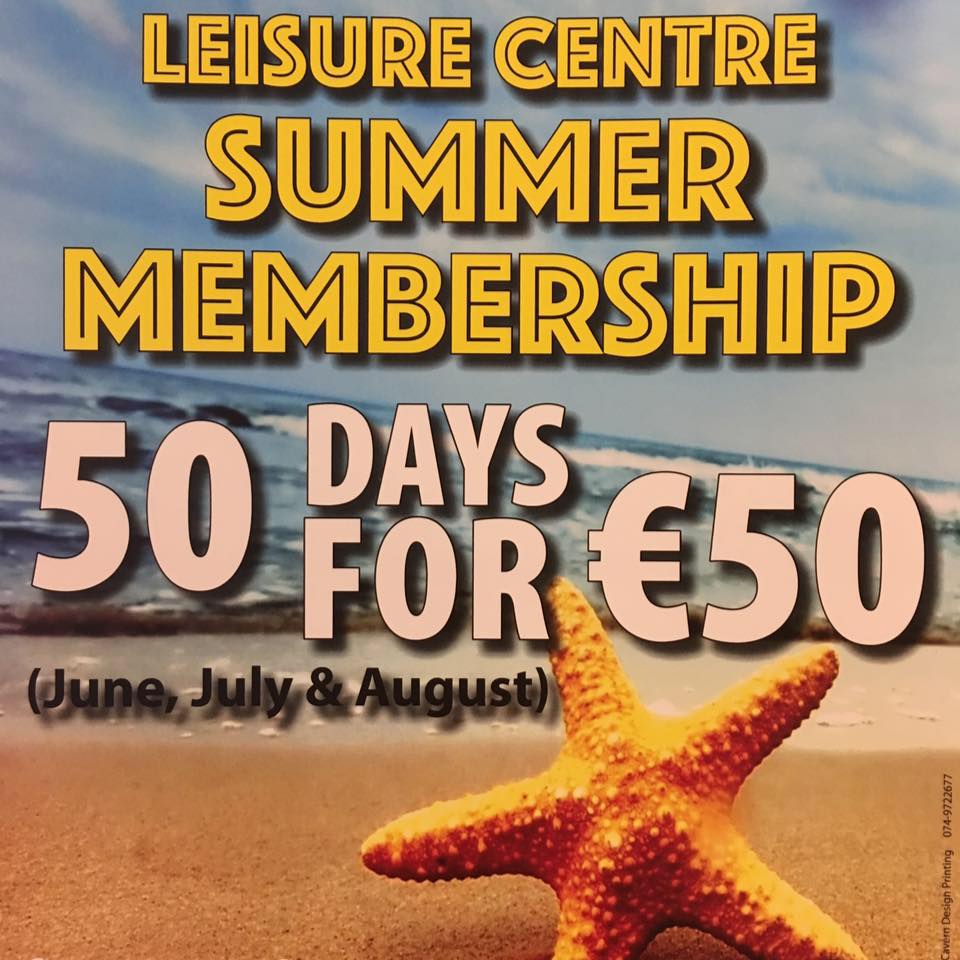 LEISURE CENTRE
SUMMER
MEMBERSHIP
50 DAYS FOR €50
(June, July & August)
Cavern Design Printing 074-9722677